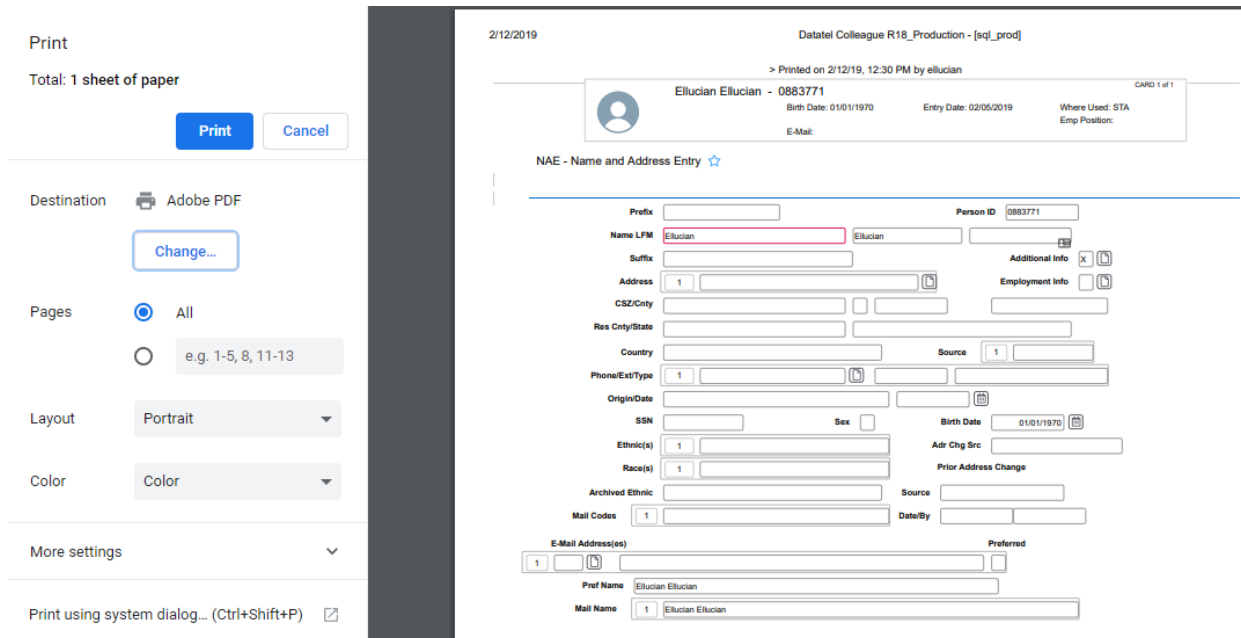 Print
Total: 1 sheet of paper
Print Cancel
Destination Adobe PDF
Change...
Pages All
e.g. 1-5, 8, 11-13
Layout Portrait
Color Color
More settings
Print using system dialog... (Ctrl+Shift+P)
2/12/2019 Datatel Colleague R18_Production - [sql_prod]
> Printed on 2/12/19, 12:30 PM by ellucian
CARD 1 of 1
Ellucian Ellucian - 0883771
Birth Date: 01/01/1970 Entry Date: 02/05/2019 Where Used: STA
Emp Position:
E-Mail:
NAE - Name and Address Entry
Prefix Person ID 0883771
Name LFM Ellucian Ellucian
Suffix Additional Info X
Address 1 Employment Info
CSZ/Cnty
Res Cnty/State
Country Source 1
Phone/Ext/Type 1
Origin/Date
SSN Sex Birth Date 01/01/1970
Ethnic(s) 1 Adr Chg Src
Race(s) 1 Prior Address Change
Archived Ethnic Source
Mail Codes 1 Date/By
E-Mail Address(es) Preferred
1
Pref Name Ellucian Ellucian
Mail Name 1 Ellucian Ellucian